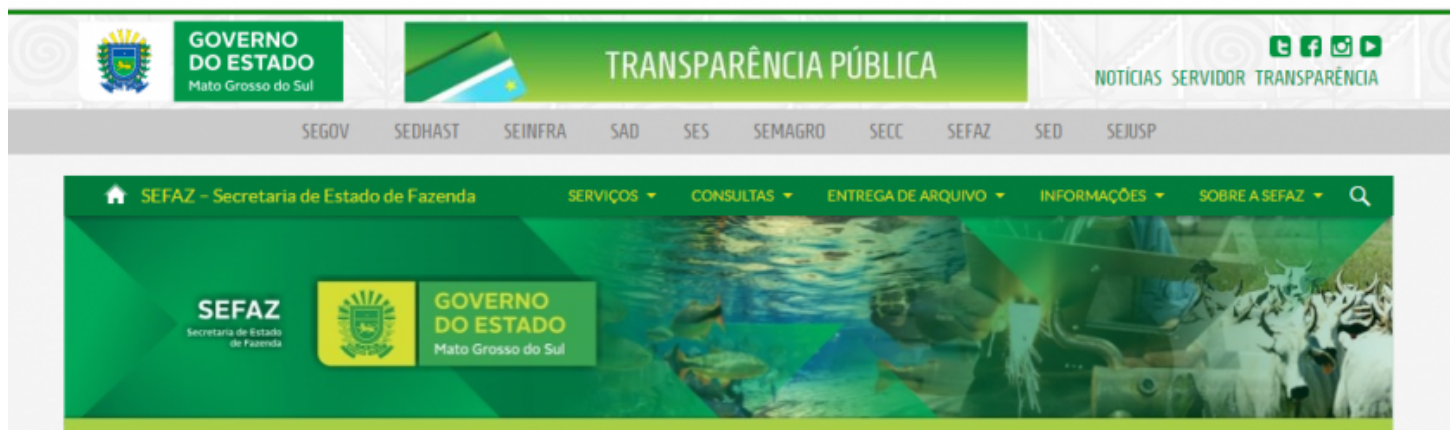 GOVERNO
DO ESTADO
Mato Grosso do Sul
TRANSPARÊNCIA PÚBLICA
NOTÍCIAS SERVIDOR TRANSPARÊNCIA
SEGOV SEDHAST SEINFRA SAD SES SEMAGRO SECC SEFAZ SED SEJUSP
SEFAZ – Secretaria de Estado de Fazenda SERVIÇOS CONSULTAS ENTREGA DE ARQUIVO INFORMAÇÕES SOBRE A SEFAZ
SEFAZ
Secretaria de Estado
de Fazenda
GOVERNO
DO ESTADO
Mato Grosso do Sul